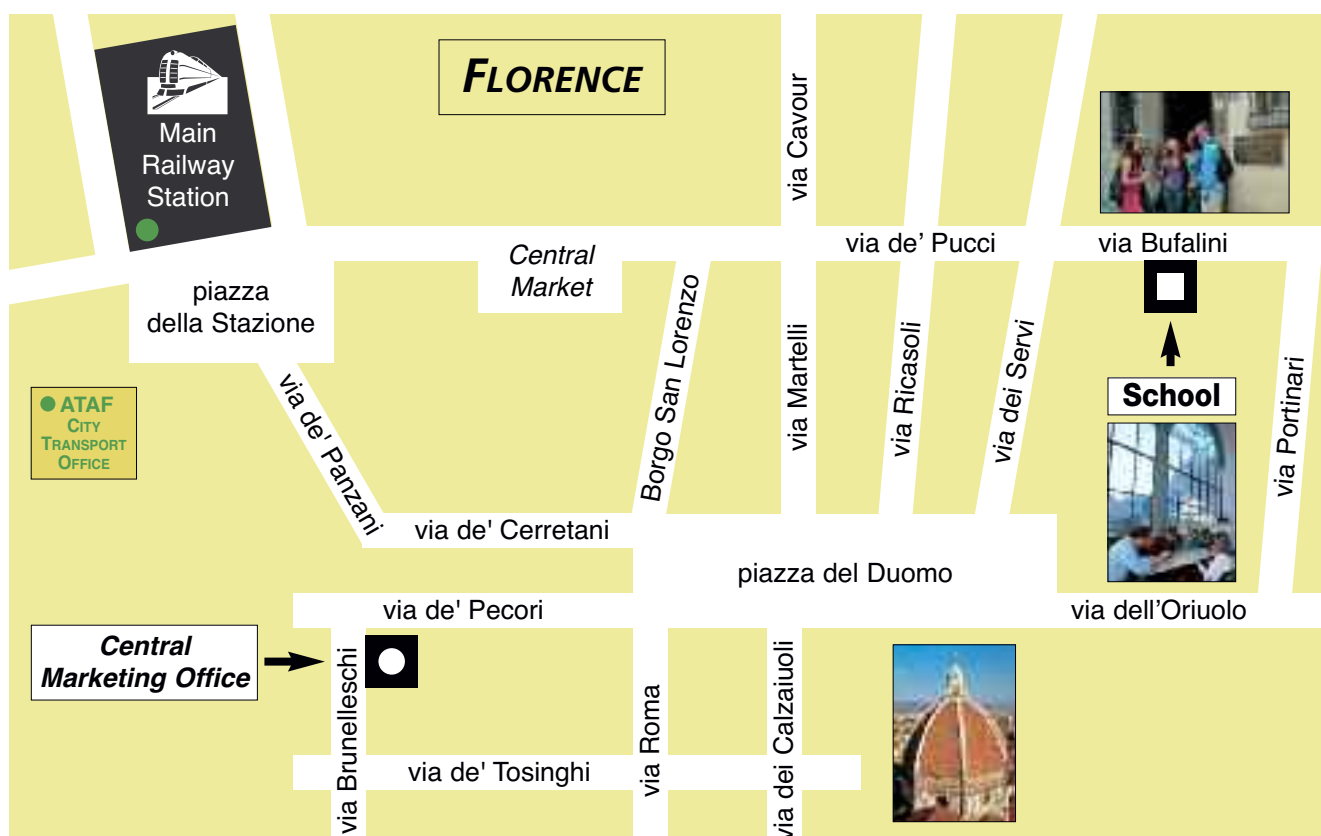 FLORENCE
Main
Railway
Station
via Cavour
via de' Pucci
via Bufalini
Central
Market
piazza
della Stazione
Borgo San Lorenzo
via Martelli
via Ricasoli
via dei Servi
via Portinari
School
via de' Panzani
ATAF
CITY
TRANSPORT
OFFICE
via de' Cerretani
piazza del Duomo
via de' Pecori
via dell'Oriuolo
Central
Marketing Office
via Brunelleschi
via Roma
via dei Calzaiuoli
via de' Tosinghi